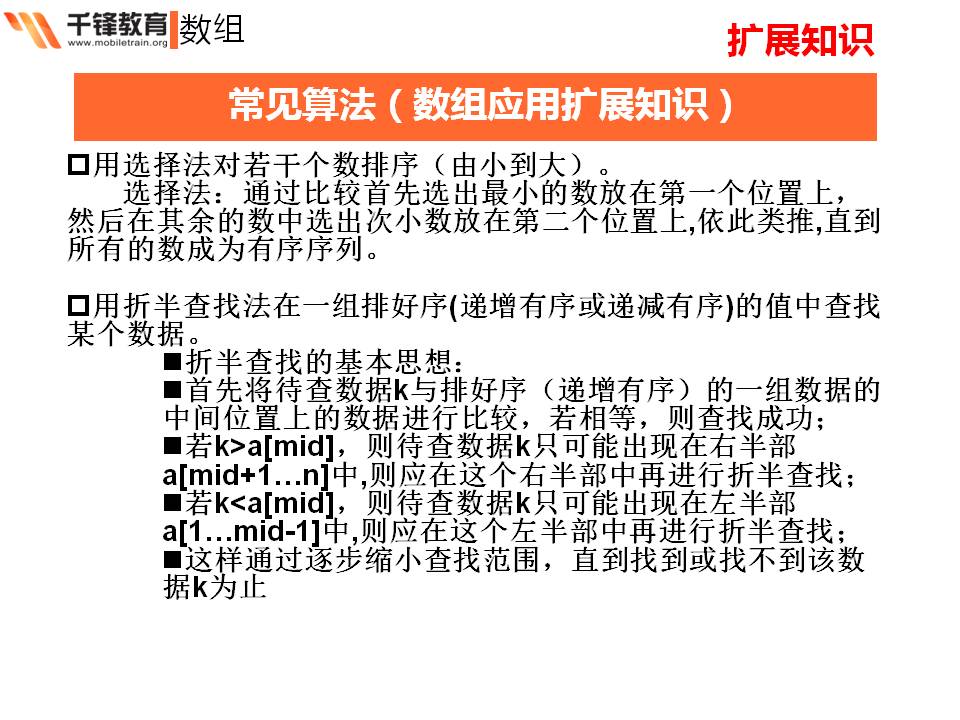 千锋教育 数组
www.mobiletrain.org
扩展知识
常见算法(数组应用扩展知识)
用选择法对若干个数排序(由小到大)。
选择法:通过比较首先选出最小的数放在第一个位置上,
然后在其余的数中选出次小数放在第二个位置上,依此类推,直到
所有的数成为有序序列。
用折半查找法在一组排好序(递增有序或递减有序)的值中查找
某个数据。
■折半查找的基本思想:
■首先将待查数据k与排好序(递增有序)的一组数据的
中间位置上的数据进行比较,若相等,则查找成功;
■若k>a[mid],则待查数据k只可能出现在右半部
a[mid+1…n]中,则应在这个右半部中再进行折半查找;
■若k<a[mid],则待查数据k只可能出现在左半部
a[1…mid-1]中,则应在这个左半部中再进行折半查找;
■这样通过逐步缩小查找范围,直到找到或找不到该数
据k为止